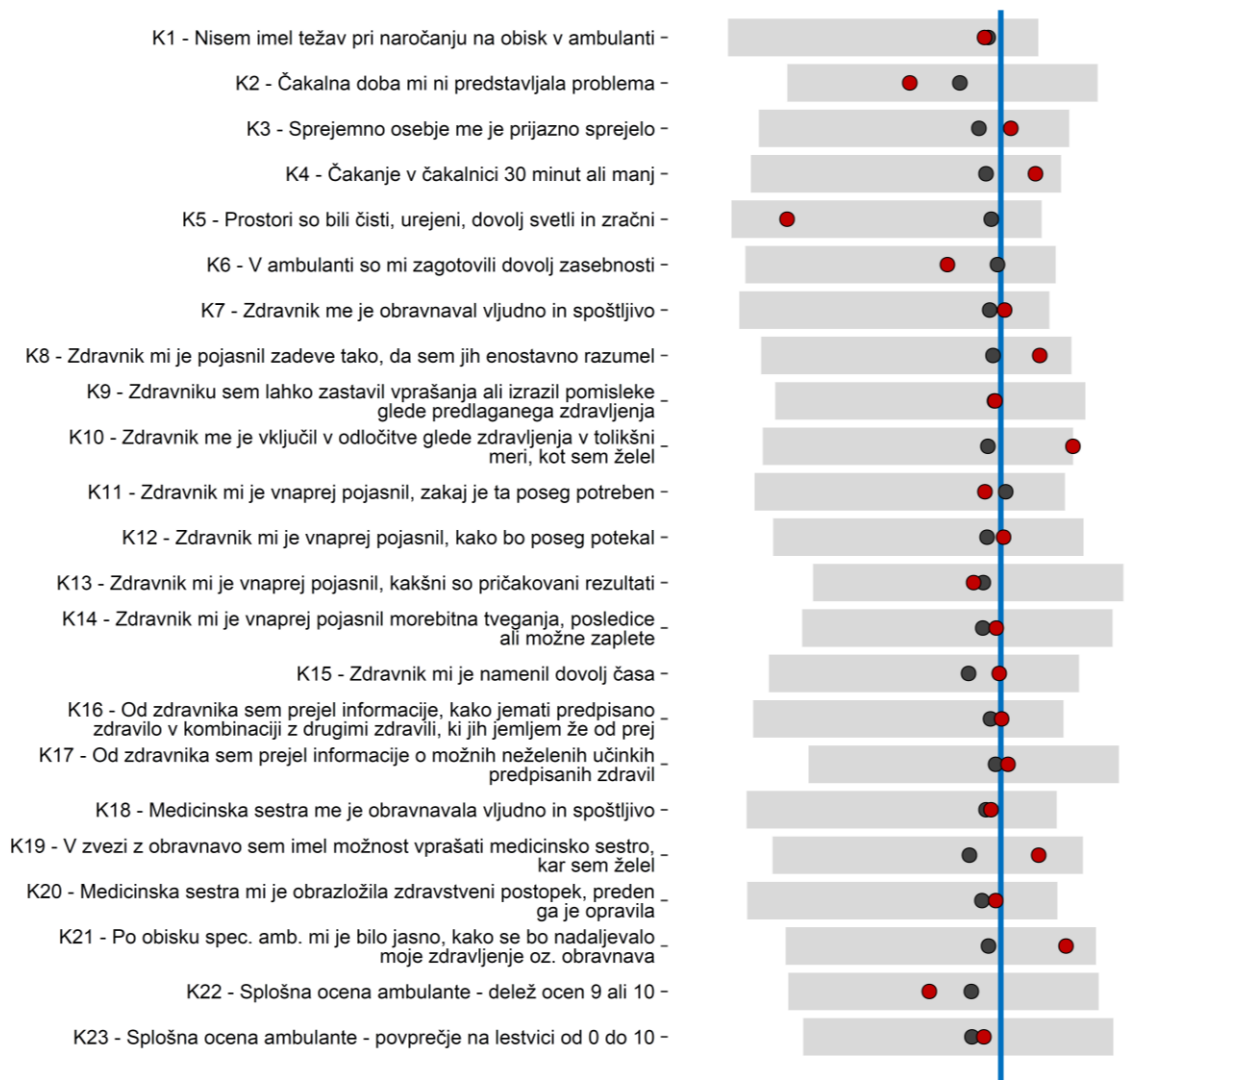 K1 - Nisem imel težav pri naročanju na obisk v ambulanti
K2 - Čakalna doba mi ni predstavljala problema
K3 - Sprejemno osebje me je prijazno sprejelo
K4 - Čakanje v čakalnici 30 minut ali manj
K5 - Prostori so bili čisti, urejeni, dovolj svetli in zračni
K6 - V ambulanti so mi zagotovili dovolj zasebnosti
K7 - Zdravnik me je obravnaval vljudno in spoštljivo
K8 - Zdravnik mi je pojasnil zadeve tako, da sem jih enostavno razumel
K9 - Zdravniku sem lahko zastavil vprašanja ali izrazil pomisleke
glede predlaganega zdravljenja
K10 - Zdravnik me je vključil v odločitve glede zdravljenja v tolikšni
meri, kot sem želel
K11 - Zdravnik mi je vnaprej pojasnil, zakaj je ta poseg potreben
K12 - Zdravnik mi je vnaprej pojasnil, kako bo poseg potekal
K13 - Zdravnik mi je vnaprej pojasnil, kakšni so pričakovani rezultati
K14 - Zdravnik mi je vnaprej pojasnil morebitna tveganja, posledice
ali možne zaplete
K15 - Zdravnik mi je namenil dovolj časa
K16 - Od zdravnika sem prejel informacije, kako jemati predpisano
zdravilo v kombinaciji z drugimi zdravili, ki jih jemljem že od prej
K17 - Od zdravnika sem prejel informacije o možnih neželenih učinkih
predpisanih zdravil
K18 - Medicinska sestra me je obravnavala vljudno in spoštljivo
K19 - V zvezi z obravnavo sem imel možnost vprašati medicinsko sestro,
kar sem želel
K20 - Medicinska sestra mi je obrazložila zdravstveni postopek, preden
ga je opravila
K21 - Po obisku spec. amb. mi je bilo jasno, kako se bo nadaljevalo
moje zdravljenje oz. obravnava
K22 - Splošna ocena ambulante - delež ocen 9 ali 10
K23 - Splošna ocena ambulante - povprečje na lestvici od 0 do 10